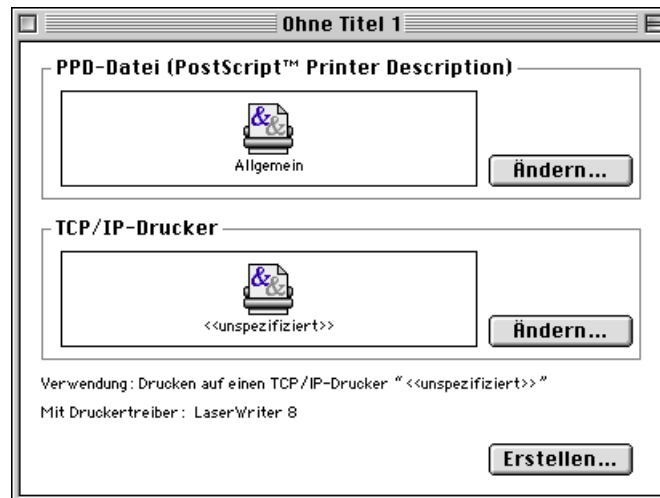 Ohne Titel 1
PPD-Datei (PostScript™ Printer Description)
Allgemein
Ändern...
TCP/IP-Drucker
<<unspezifiziert>>
Ändern...
Verwendung: Drucken auf einen TCP/IP-Drucker “<<unspezifiziert>>”
Mit Druckertreiber: LaserWriter 8
Erstellen...